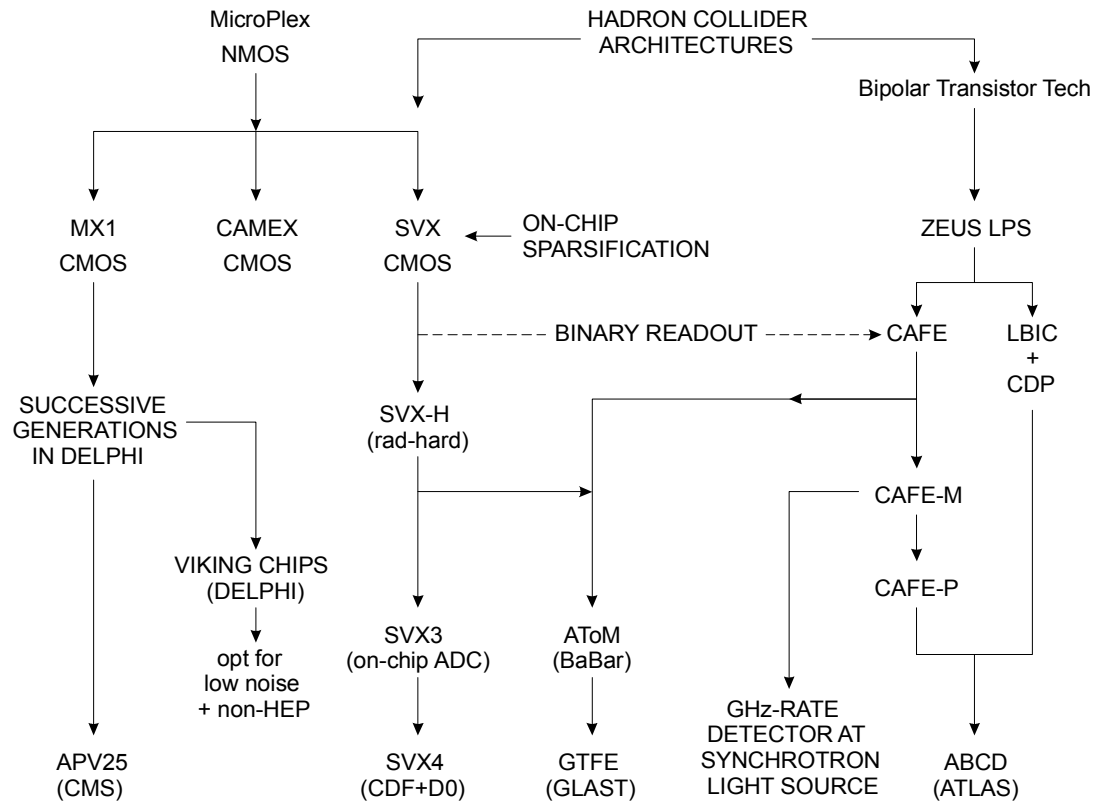 MicroPlex
NMOS
HADRON COLLIDER
ARCHITECTURES
Bipolar Transistor Tech
MX1
CMOS
CAMEX
CMOS
SVX
CMOS
ON-CHIP
SPARSIFICATION
ZEUS LPS
BINARY READOUT
CAFE
LBIC
+
CDP
SUCCESSIVE
GENERATIONS
IN DELPHI
SVX-H
(rad-hard)
CAFE-M
VIKING CHIPS
(DELPHI)
CAFE-P
opt for
low noise
+ non-HEP
SVX3
(on-chip ADC)
AToM
(BaBar)
GHz-RATE
DETECTOR AT
SYNCHROTRON
LIGHT SOURCE
APV25
(CMS)
SVX4
(CDF+D0)
GTFE
(GLAST)
ABCD
(ATLAS)